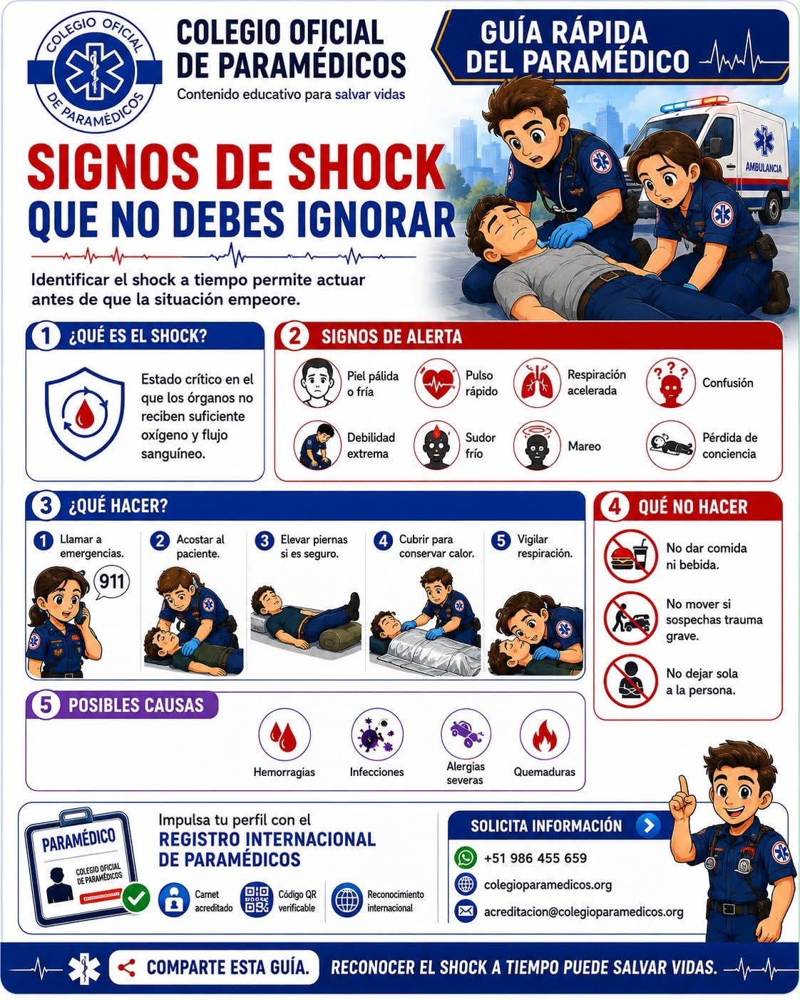 COLEGIO OFICIAL
DE PARAMÉDICOS
COLEGIO OFICIAL
DE PARAMÉDICOS
Contenido educativo para salvar vidas
GUÍA RÁPIDA
DEL PARAMÉDICO
AMBULANCIA
SIGNOS DE SHOCK
QUE NO DEBES IGNORAR
Identificar el shock a tiempo permite actuar
antes de que la situación empeore.
1 ¿QUÉ ES EL SHOCK?
Estado crítico en el
que los órganos no
reciben suficiente
oxígeno y flujo
sanguíneo.
2 SIGNOS DE ALERTA
Piel pálida
o fría
Pulso
rápido
Respiración
acelerada
? ? ?
Confusión
Debilidad
extrema
Sudor
frío
Mareo
Pérdida de
conciencia
3 ¿QUÉ HACER?
1 Llamar a
emergencias.
911
2 Acostar al
paciente.
3 Elevar piernas
si es seguro.
4 Cubrir para
conservar calor.
5 Vigilar
respiración.
4 QUÉ NO HACER
No dar comida
ni bebida.
No mover si
sospechas trauma
grave.
No dejar sola
a la persona.
5 POSIBLES CAUSAS
Hemorragias
Infecciones
Alergias
severas
Quemaduras
PARAMÉDICO
COLEGIO OFICIAL
DE PARAMÉDICOS
Impulsa tu perfil con el
REGISTRO INTERNACIONAL
DE PARAMÉDICOS
Carnet
acreditado
Código QR
verificable
Reconocimiento
internacional
SOLICITA INFORMACIÓN
+51 986 455 659
colegioparamedicos.org
acreditacion@colegioparamedicos.org
COMPARTE ESTA GUÍA.
RECONOCER EL SHOCK A TIEMPO PUEDE SALVAR VIDAS.